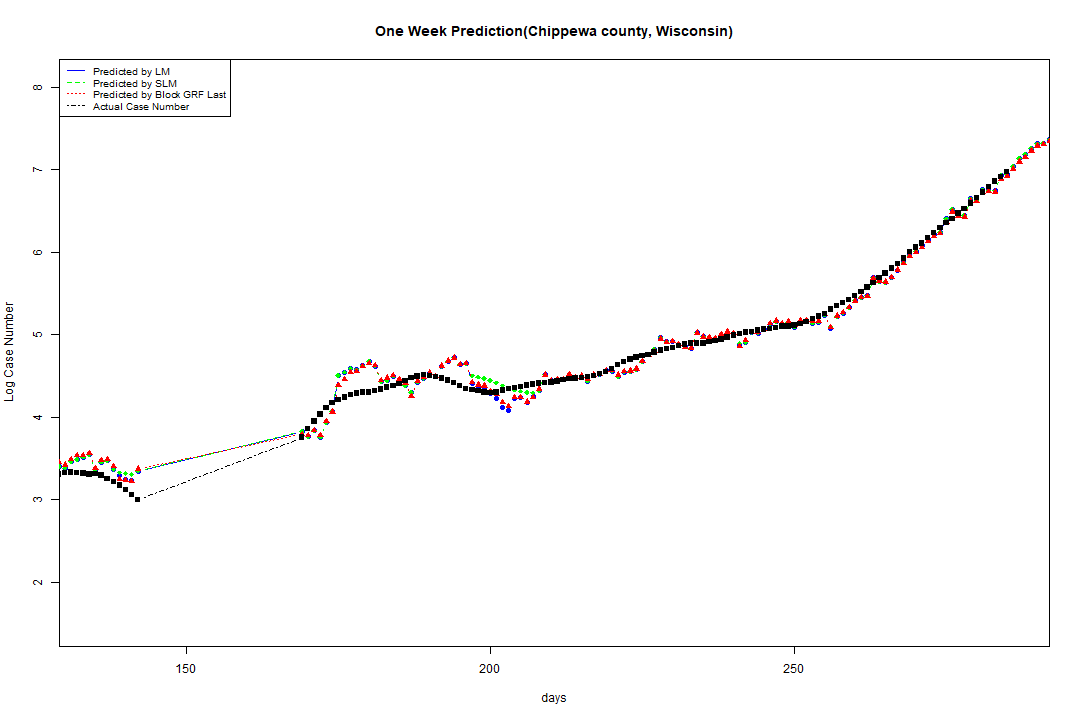 One Week Prediction(Chippewa county, Wisconsin)
Predicted by LM
Predicted by SLM
Predicted by Block GRF Last
Actual Case Number
8
7
6
5
4
3
2
Log Case Number
150 200 250
days